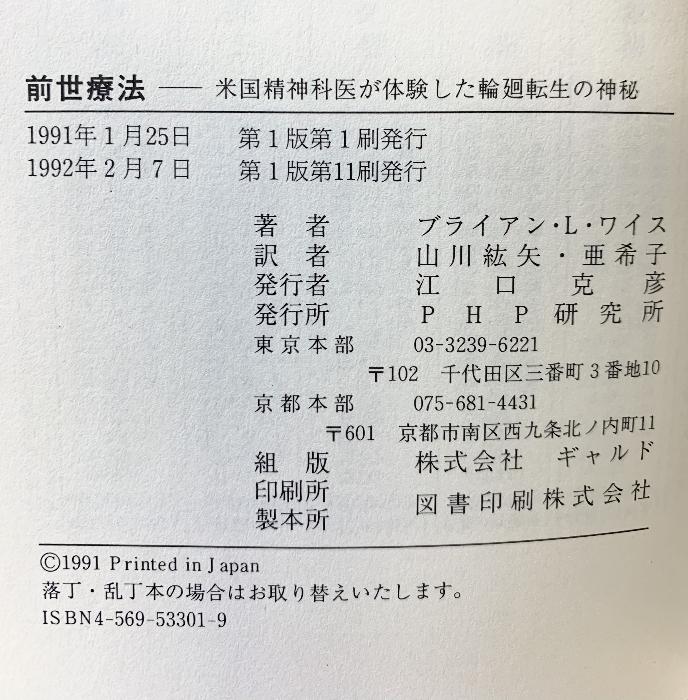 前世療法 ── 米国精神科医が体験した輪廻転生の神秘
1991年1月25日 第1版第1刷発行
1992年2月7日 第1版第11刷発行
著者 ブライアン・L・ワイス
訳者 山川紘矢・亜希子
発行者 江口克彦
発行所 PHP研究所
東京本部 03-3239-6221
〒102 千代田区三番町3番地10
京都本部 075-681-4431
〒601 京都市南区西九条北ノ内町11
組版 株式会社 ギャルド
印刷所
製本所 図書印刷株式会社
©1991 Printed in Japan
落丁・乱丁本の場合はお取り替えいたします。
ISBN4-569-53301-9